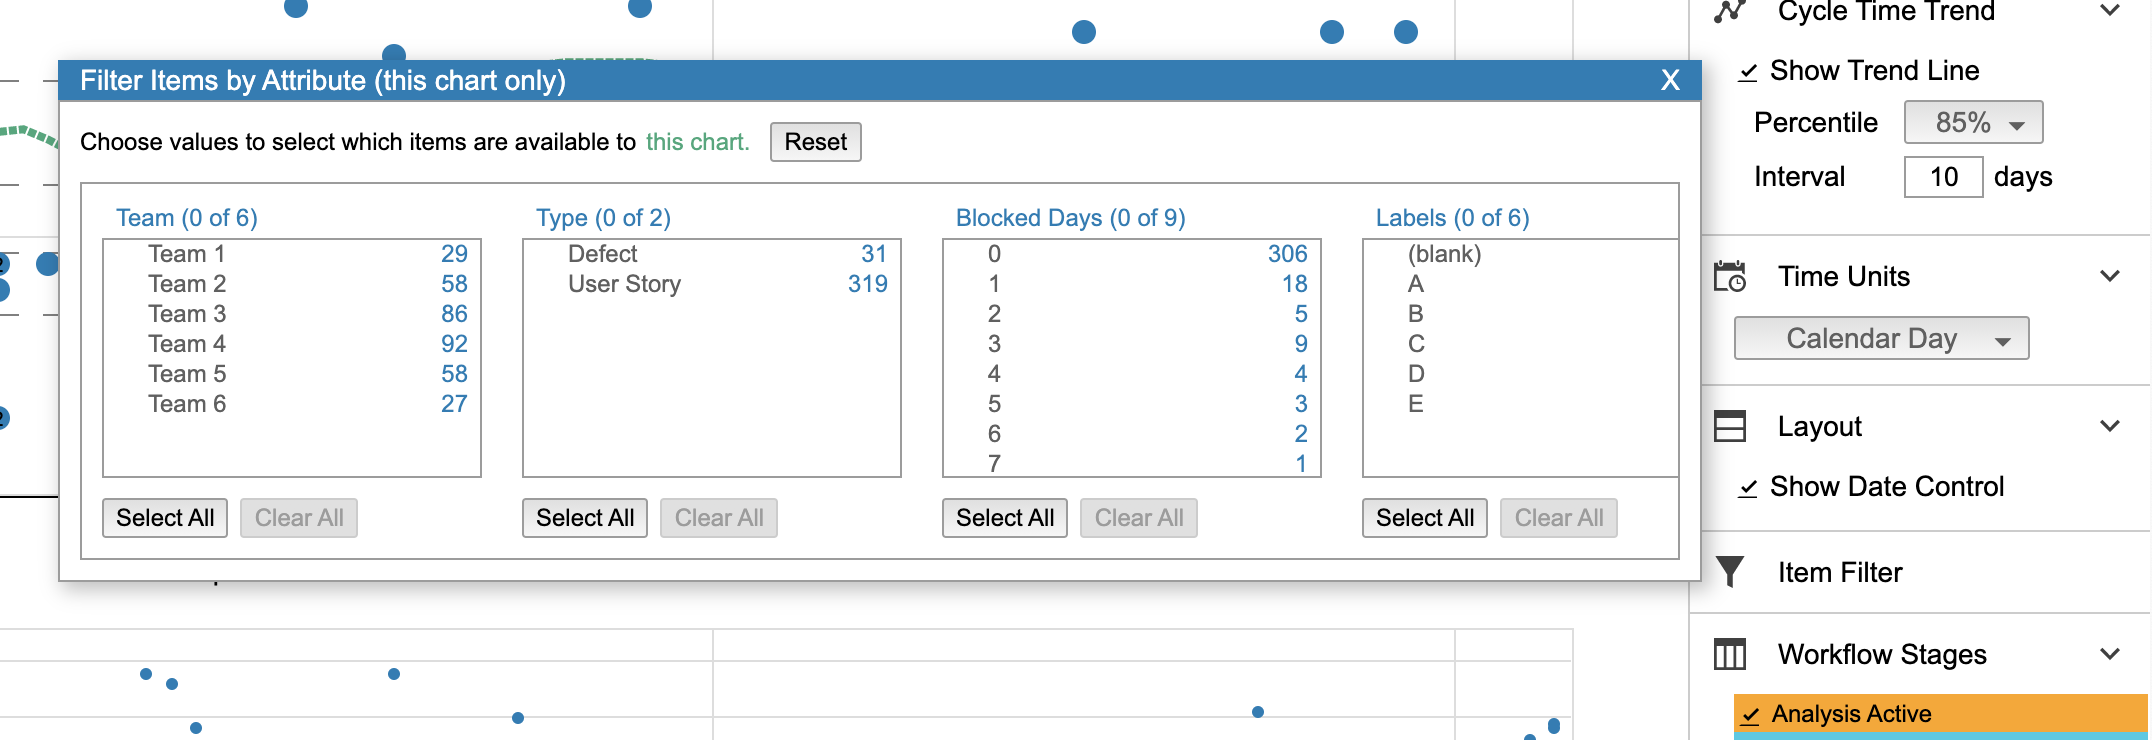 Cycle Time Trend
Filter Items by Attribute (this chart only) X
Show Trend Line
Choose values to select which items are available to this chart. Reset
Percentile 85%
Interval 10 days
Team (0 of 6)
Team 1 29
Team 2 58
Team 3 86
Team 4 92
Team 5 58
Team 6 27
Select All Clear All
Type (0 of 2)
Defect 31
User Story 319
Select All Clear All
Blocked Days (0 of 9)
0 306
1 18
2 5
3 9
4 4
5 3
6 2
7 1
Select All Clear All
Labels (0 of 6)
(blank)
A
B
C
D
E
Select All Clear All
Time Units
Calendar Day
Layout
Show Date Control
Item Filter
Workflow Stages
Analysis Active